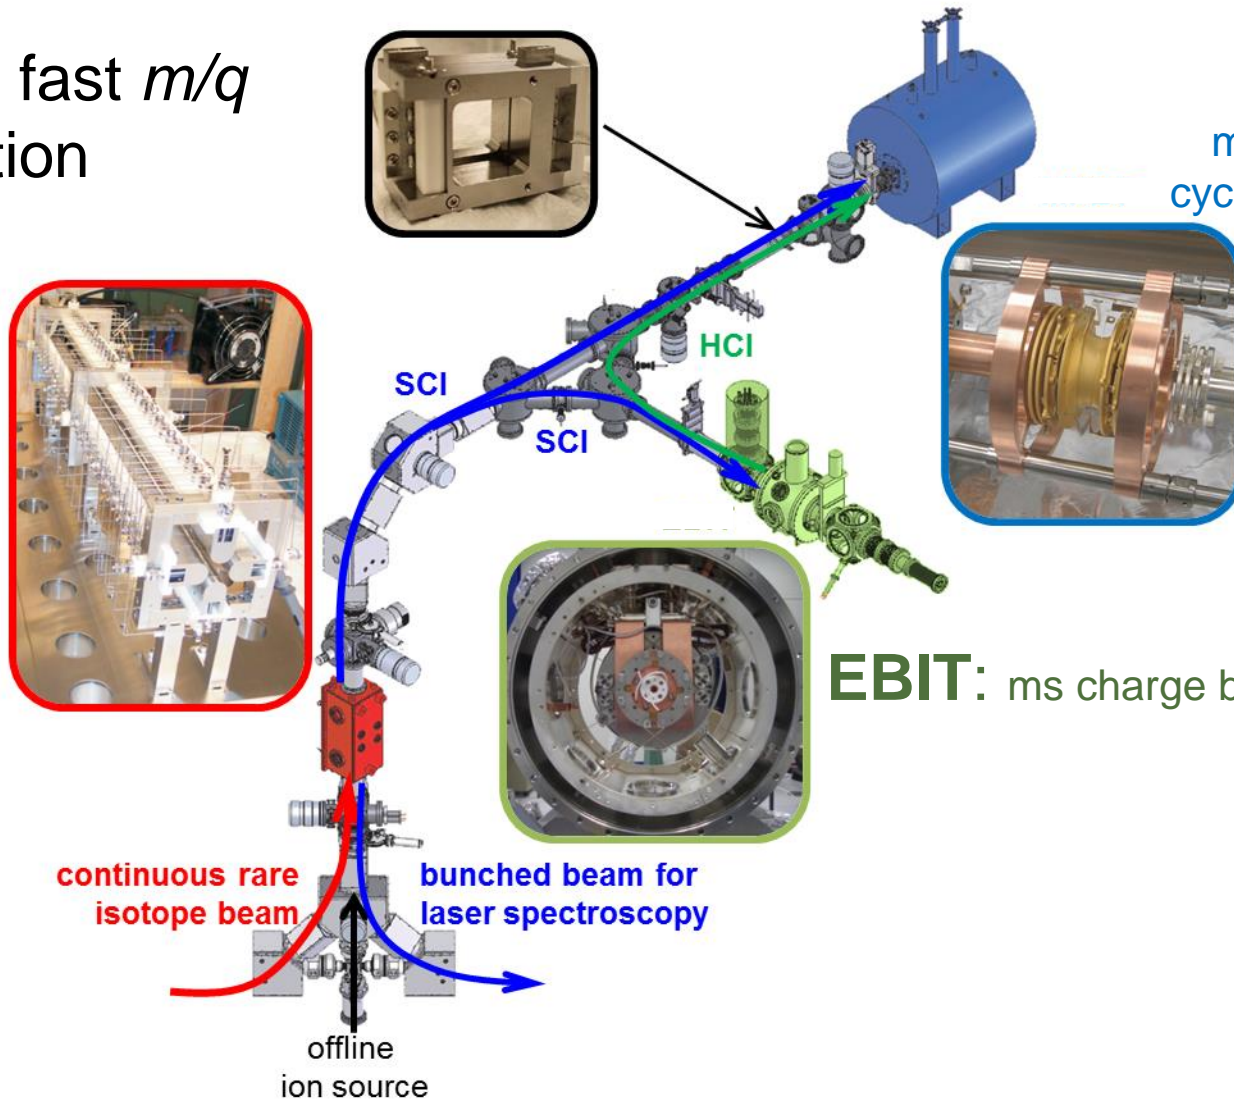 fast m/q
tion
m
cyc
HCI
SCI
SCI
EBIT: ms charge b
continuous rare
isotope beam
bunched beam for
laser spectroscopy
offline
ion source